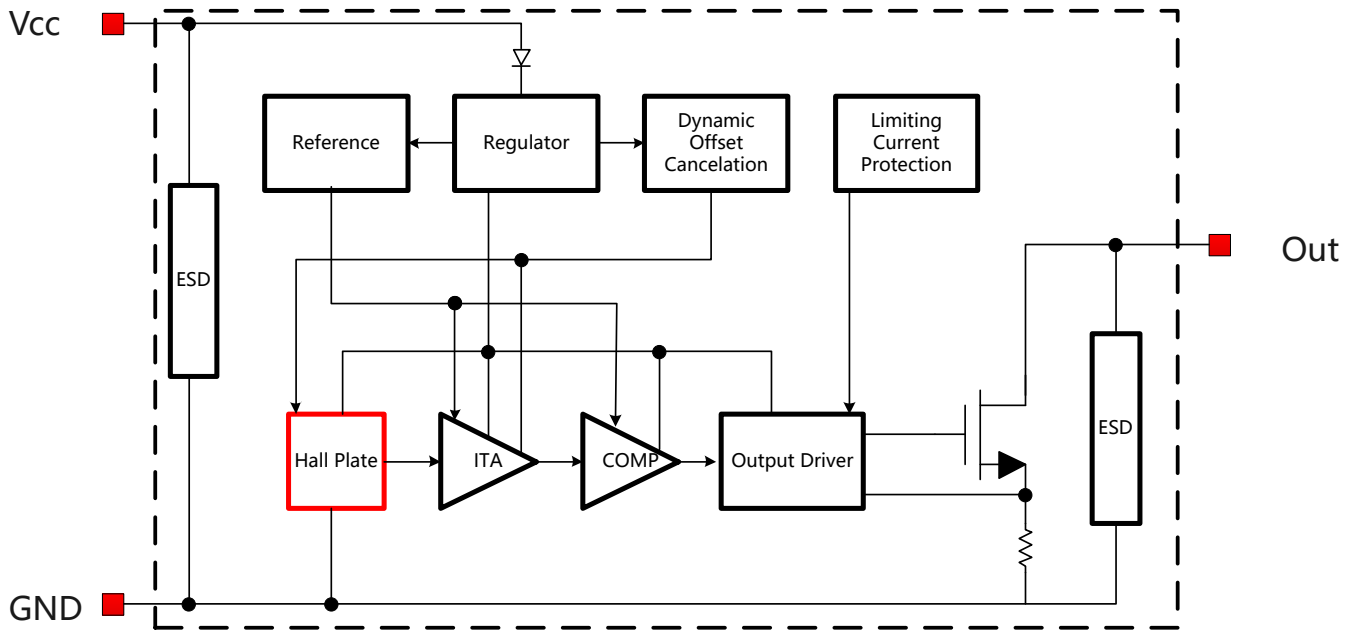 Vcc
Reference
Regulator
Dynamic
Offset
Cancelation
Limiting
Current
Protection
ESD
Out
Hall Plate
ITA
COMP
Output Driver
ESD
GND